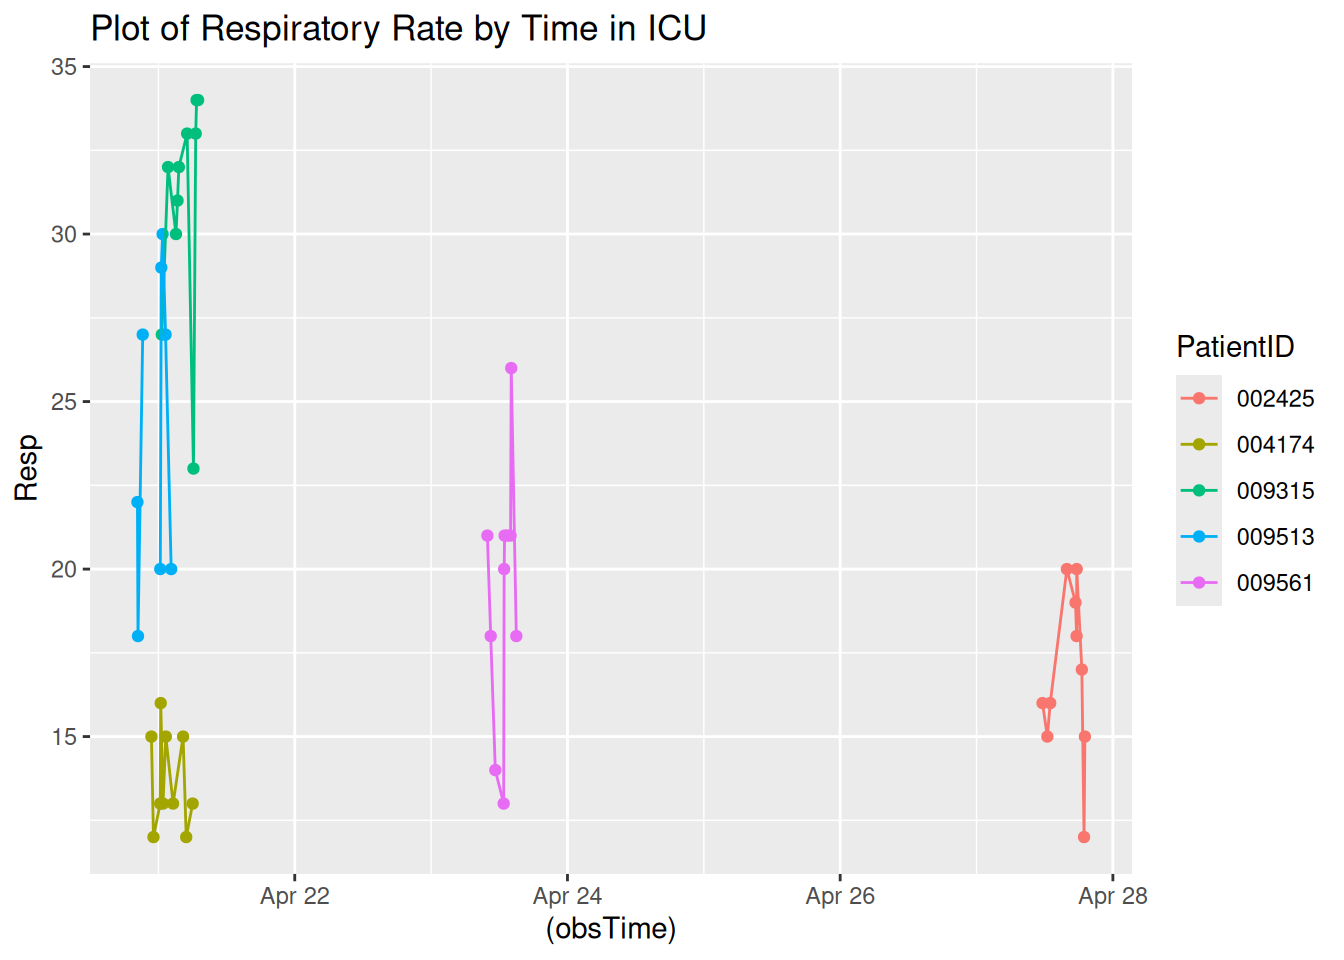 Plot of Respiratory Rate by Time in ICU
35
30
25
20
15
Resp
Apr 22
Apr 24
Apr 26
Apr 28
(obsTime)
PatientID
002425
004174
009315
009513
009561